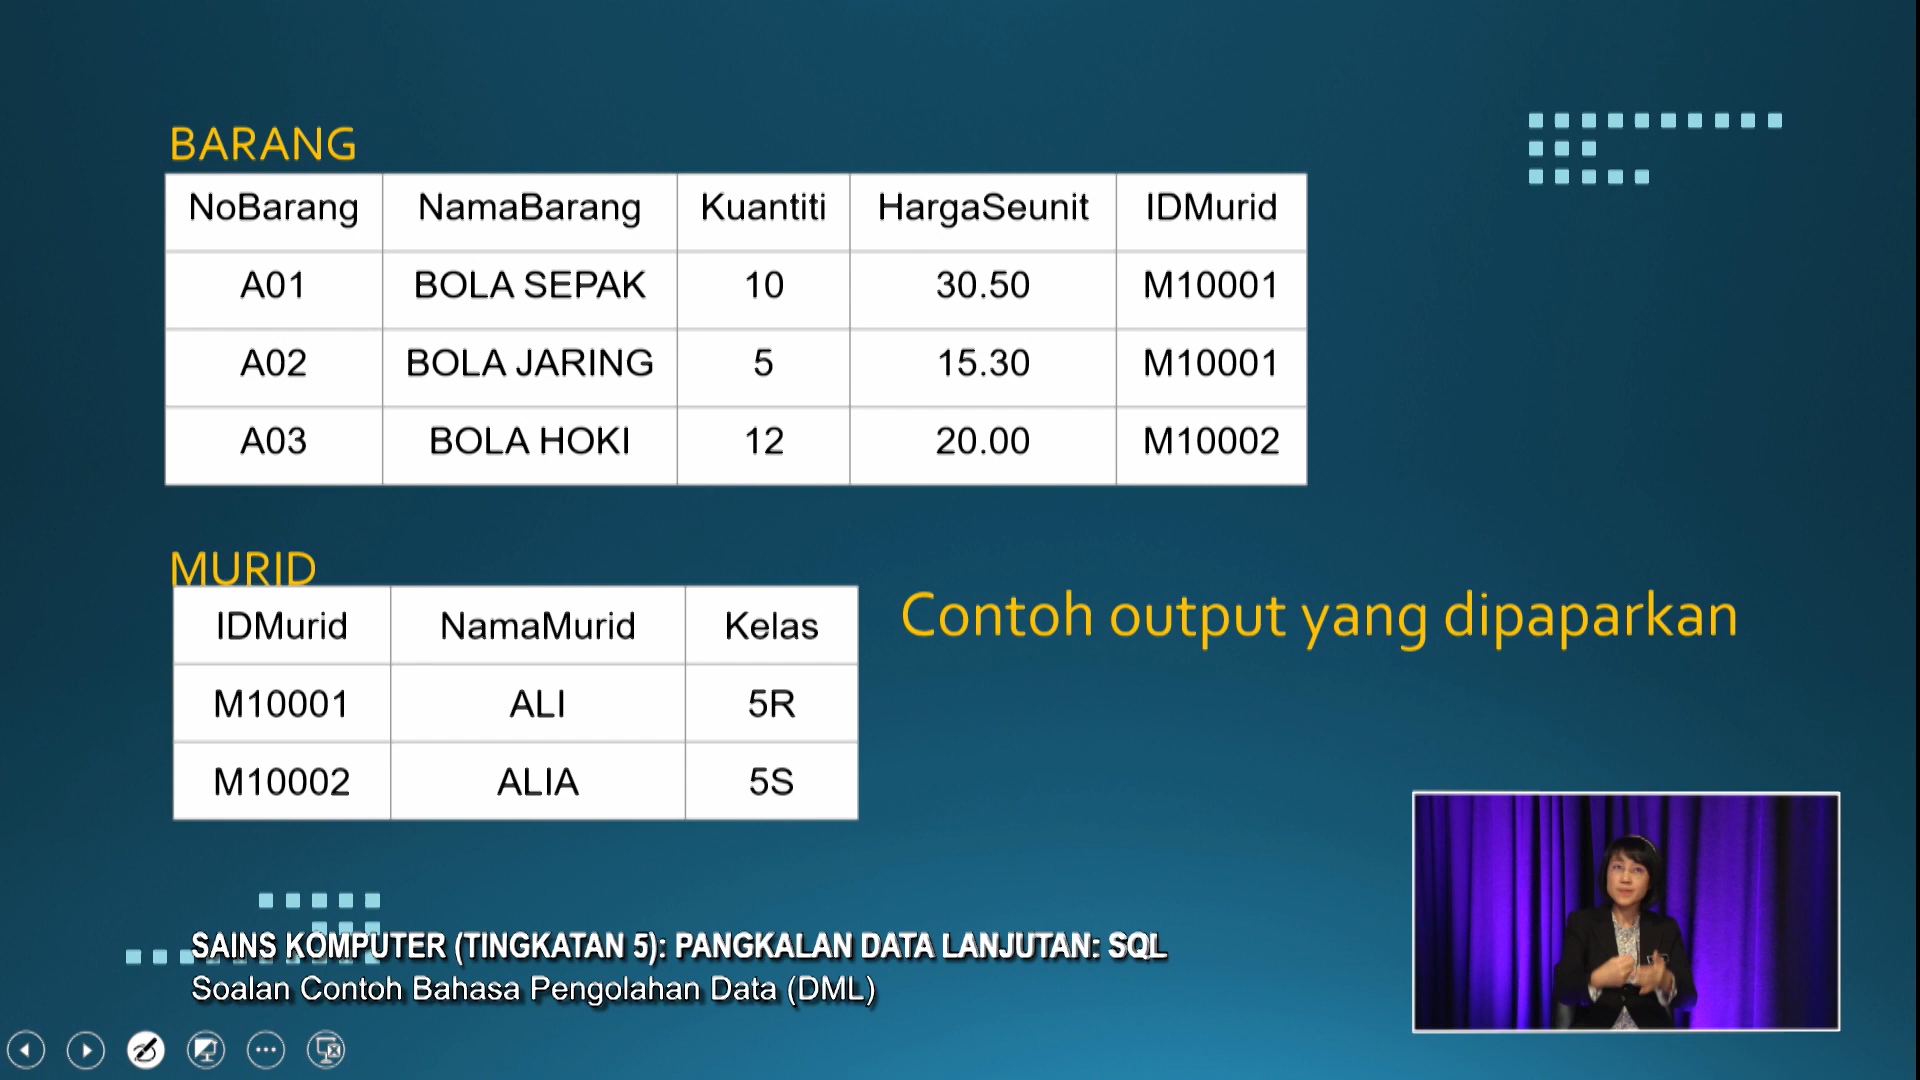 BARANG
NoBarang NamaBarang Kuantiti HargaSeunit IDMurid
A01 BOLA SEPAK 10 30.50 M10001
A02 BOLA JARING 5 15.30 M10001
A03 BOLA HOKI 12 20.00 M10002
MURID
IDMurid NamaMurid Kelas
M10001 ALI 5R
M10002 ALIA 5S
Contoh output yang dipaparkan
SAINS KOMPUTER (TINGKATAN 5): PANGKALAN DATA LANJUTAN: SQL
Soalan Contoh Bahasa Pengolahan Data (DML)